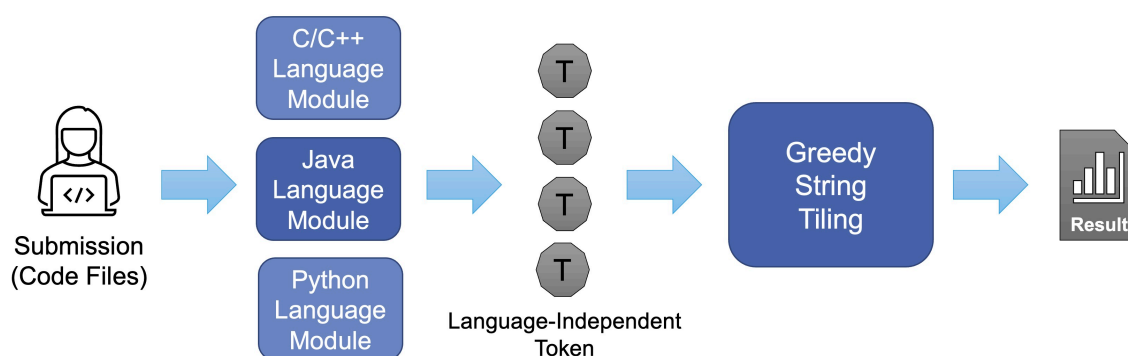 C/C++
Language
Module
Java
Language
Module
Python
Language
Module
</>
Submission
(Code Files)
T
T
T
T
Language-Independent
Token
Greedy
String
Tiling
Result